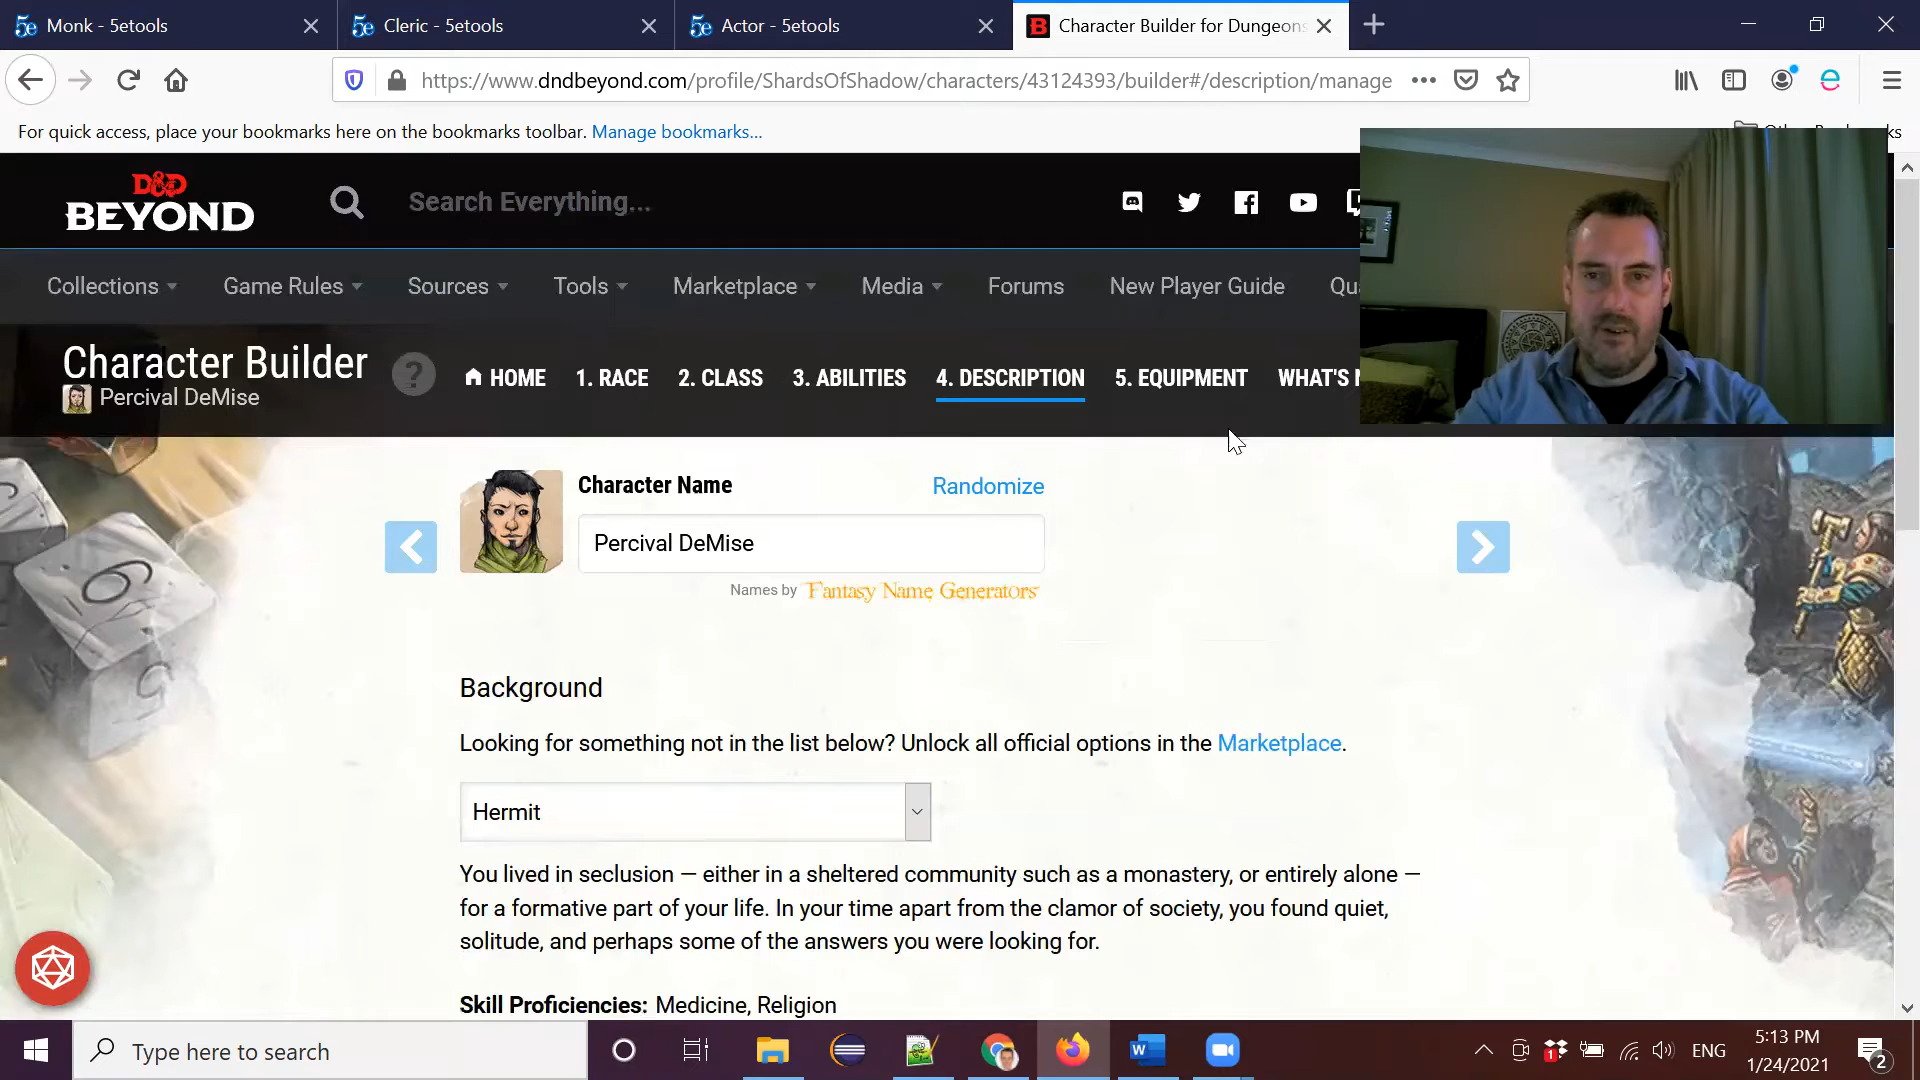 Monk - 5etools
Cleric - 5etools
Actor - 5etools
Character Builder for Dungeons
https://www.dndbeyond.com/profile/ShardsOfShadow/characters/43124393/builder#/description/manage
For quick access, place your bookmarks here on the bookmarks toolbar. Manage bookmarks...
D&D
BEYOND
Search Everything...
Collections
Game Rules
Sources
Tools
Marketplace
Media
Forums
New Player Guide
Qu
Character Builder
?
Percival DeMise
HOME
1. RACE
2. CLASS
3. ABILITIES
4. DESCRIPTION
5. EQUIPMENT
WHAT'S
Character Name
Randomize
Percival DeMise
Names by Fantasy Name Generators
Background
Looking for something not in the list below? Unlock all official options in the Marketplace.
Hermit
You lived in seclusion — either in a sheltered community such as a monastery, or entirely alone —
for a formative part of your life. In your time apart from the clamor of society, you found quiet,
solitude, and perhaps some of the answers you were looking for.
Skill Proficiencies: Medicine, Religion
Type here to search
ENG
5:13 PM
1/24/2021
2